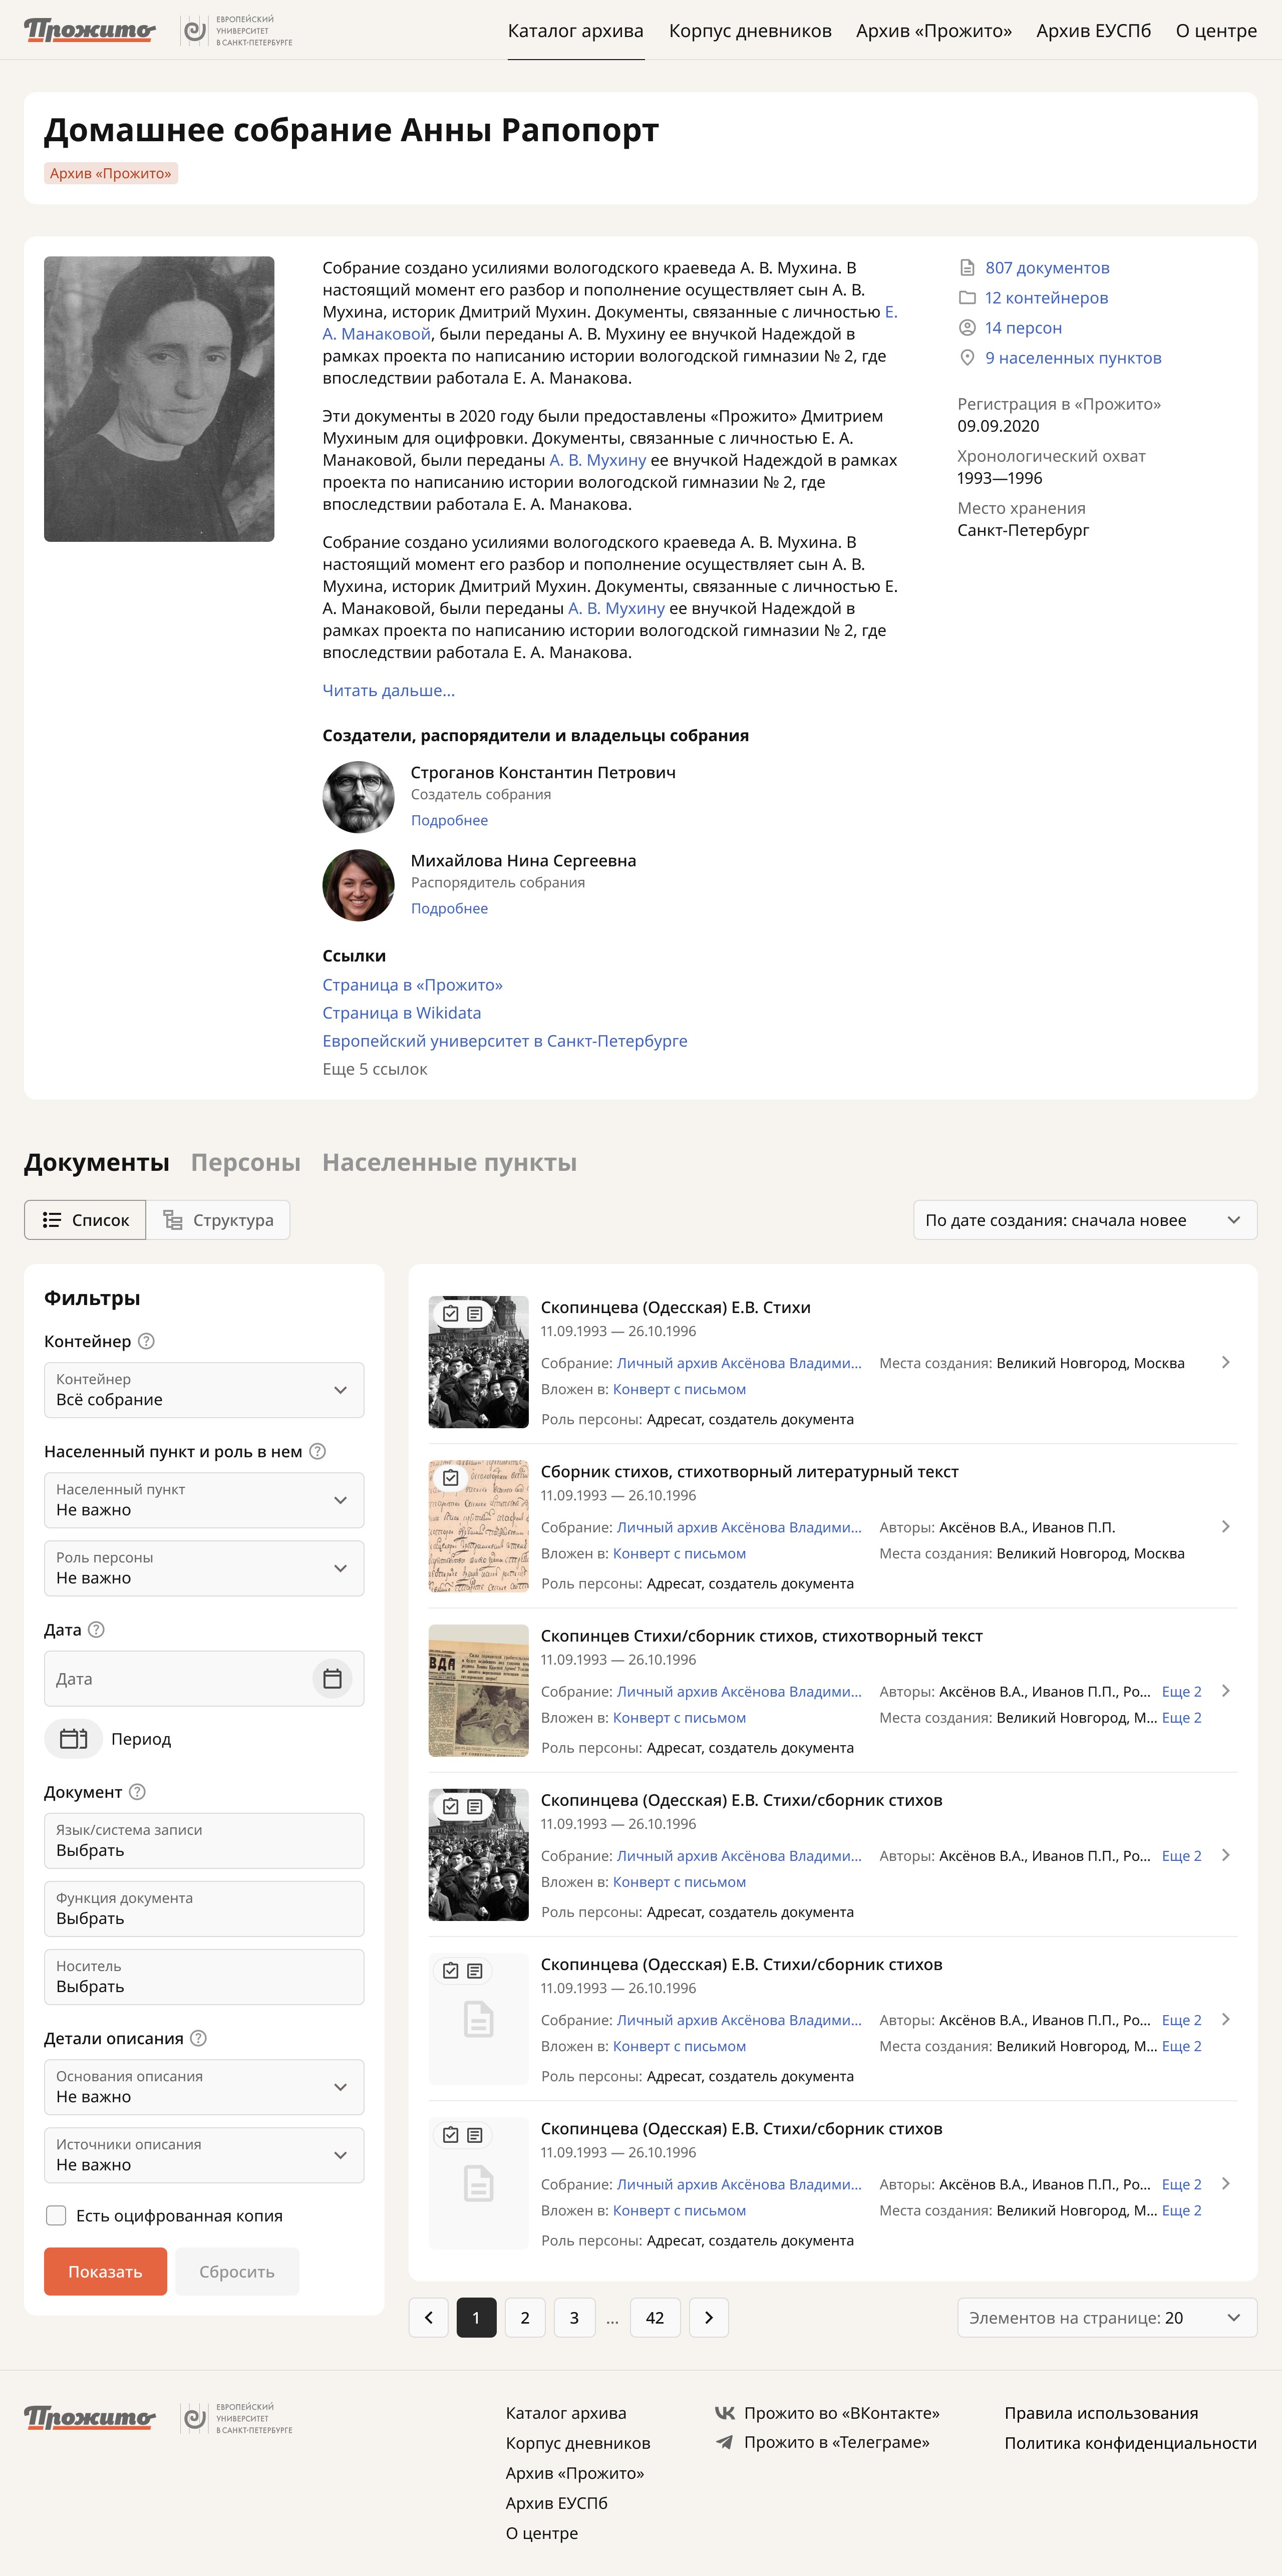 Прожито
ЕВРОПЕЙСКИЙ
УНИВЕРСИТЕТ
В САНКТ-ПЕТЕРБУРГЕ
Каталог архива
Корпус дневников
Архив «Прожито»
Архив ЕУСПб
О центре
Домашнее собрание Анны Рапопорт
Архив «Прожито»
Собрание создано усилиями вологодского краеведа А. В. Мухина. В
настоящий момент его разбор и пополнение осуществляет сын А. В.
Мухина, историк Дмитрий Мухин. Документы, связанные с личностью Е.
А. Манаковой, были переданы А. В. Мухину ее внучкой Надеждой в
рамках проекта по написанию истории вологодской гимназии № 2, где
впоследствии работала Е. А. Манакова.
Эти документы в 2020 году были предоставлены «Прожито» Дмитрием
Мухиным для оцифровки. Документы, связанные с личностью Е. А.
Манаковой, были переданы А. В. Мухину ее внучкой Надеждой в рамках
проекта по написанию истории вологодской гимназии № 2, где
впоследствии работала Е. А. Манакова.
Собрание создано усилиями вологодского краеведа А. В. Мухина. В
настоящий момент его разбор и пополнение осуществляет сын А. В.
Мухина, историк Дмитрий Мухин. Документы, связанные с личностью Е.
А. Манаковой, были переданы А. В. Мухину ее внучкой Надеждой в
рамках проекта по написанию истории вологодской гимназии № 2, где
впоследствии работала Е. А. Манакова.
Читать дальше...
Создатели, распорядители и владельцы собрания
Строганов Константин Петрович
Создатель собрания
Подробнее
Михайлова Нина Сергеевна
Распорядитель собрания
Подробнее
Ссылки
Страница в «Прожито»
Страница в Wikidata
Европейский университет в Санкт-Петербурге
Еще 5 ссылок
807 документов
12 контейнеров
14 персон
9 населенных пунктов
Регистрация в «Прожито»
09.09.2020
Хронологический охват
1993—1996
Место хранения
Санкт-Петербург
Документы
Персоны
Населенные пункты
Список
Структура
По дате создания: сначала новее
Фильтры
Контейнер
Контейнер
Всё собрание
Населенный пункт и роль в нем
Населенный пункт
Не важно
Роль персоны
Не важно
Дата
Дата
Период
Документ
Язык/система записи
Выбрать
Функция документа
Выбрать
Носитель
Выбрать
Детали описания
Основания описания
Не важно
Источники описания
Не важно
Есть оцифрованная копия
Показать
Сбросить
Скопинцева (Одесская) Е.В. Стихи
11.09.1993 — 26.10.1996
Собрание: Личный архив Аксёнова Владими...
Места создания: Великий Новгород, Москва
Вложен в: Конверт с письмом
Роль персоны: Адресат, создатель документа
Сборник стихов, стихотворный литературный текст
11.09.1993 — 26.10.1996
Собрание: Личный архив Аксёнова Владими...
Авторы: Аксёнов В.А., Иванов П.П.
Вложен в: Конверт с письмом
Места создания: Великий Новгород, Москва
Роль персоны: Адресат, создатель документа
ВДА
Скопинцев Стихи/сборник стихов, стихотворный текст
11.09.1993 — 26.10.1996
Собрание: Личный архив Аксёнова Владими...
Авторы: Аксёнов В.А., Иванов П.П., Ро... Еще 2
Вложен в: Конверт с письмом
Места создания: Великий Новгород, М... Еще 2
Роль персоны: Адресат, создатель документа
Скопинцева (Одесская) Е.В. Стихи/сборник стихов
11.09.1993 — 26.10.1996
Собрание: Личный архив Аксёнова Владими...
Авторы: Аксёнов В.А., Иванов П.П., Ро... Еще 2
Вложен в: Конверт с письмом
Роль персоны: Адресат, создатель документа
Скопинцева (Одесская) Е.В. Стихи/сборник стихов
11.09.1993 — 26.10.1996
Собрание: Личный архив Аксёнова Владими...
Авторы: Аксёнов В.А., Иванов П.П., Ро... Еще 2
Вложен в: Конверт с письмом
Места создания: Великий Новгород, М... Еще 2
Роль персоны: Адресат, создатель документа
Скопинцева (Одесская) Е.В. Стихи/сборник стихов
11.09.1993 — 26.10.1996
Собрание: Личный архив Аксёнова Владими...
Авторы: Аксёнов В.А., Иванов П.П., Ро... Еще 2
Вложен в: Конверт с письмом
Места создания: Великий Новгород, М... Еще 2
Роль персоны: Адресат, создатель документа
1
2
3
...
42
Элементов на странице: 20
Прожито
ЕВРОПЕЙСКИЙ
УНИВЕРСИТЕТ
В САНКТ-ПЕТЕРБУРГЕ
Каталог архива
Корпус дневников
Архив «Прожито»
Архив ЕУСПб
О центре
Прожито во «ВКонтакте»
Прожито в «Телеграме»
Правила использования
Политика конфиденциальности